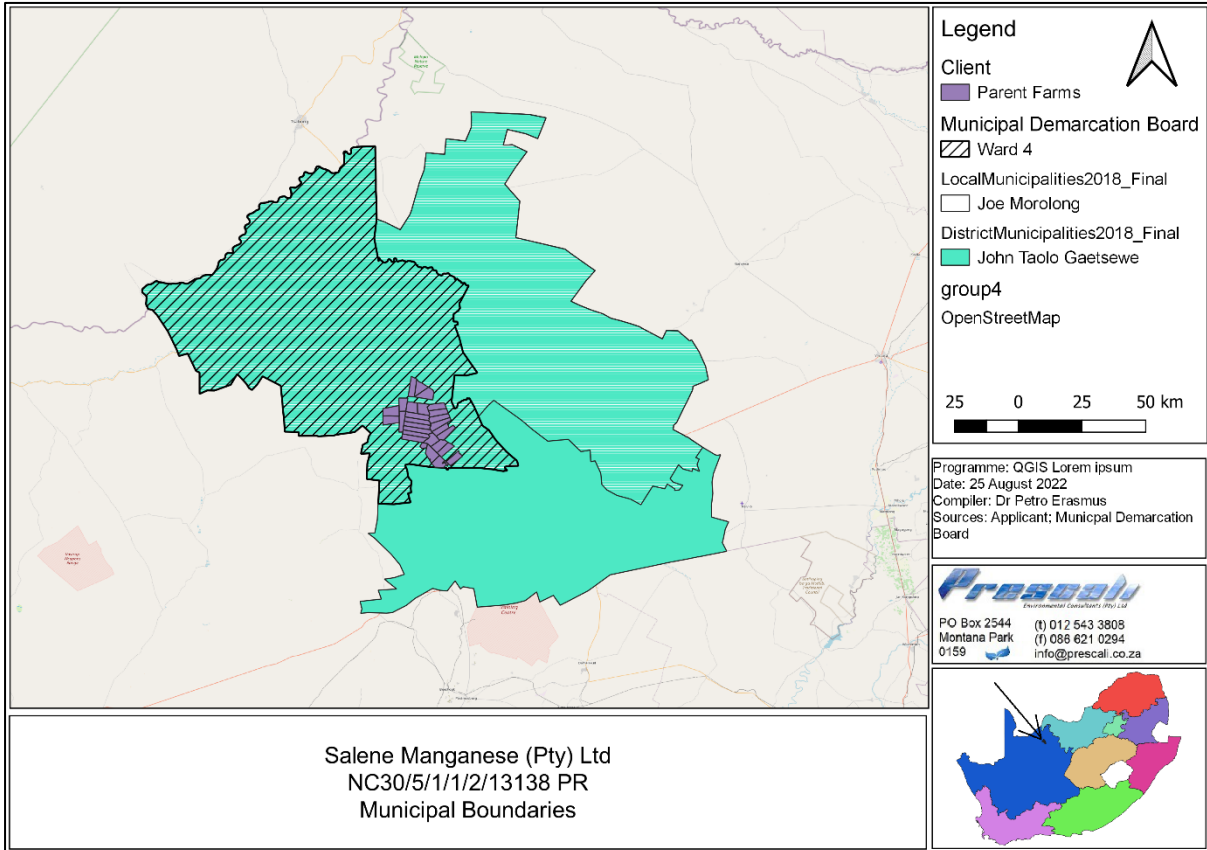 Legend
Client
Parent Farms
Municipal Demarcation Board
Ward 4
LocalMunicipalities2018_Final
Joe Morolong
DistrictMunicipalities2018_Final
John Taolo Gaetsewe
group4
OpenStreetMap
25 0 25 50 km
Programme: QGIS Lorem ipsum
Date: 25 August 2022
Compiler: Dr Petro Erasmus
Sources: Applicant; Municpal Demarcation
Board
Prescali
Environmental Consultants (Pty) Ltd
PO Box 2544 (t) 012 543 3808
Montana Park (f) 086 621 0294
0159 info@prescali.co.za
Salene Manganese (Pty) Ltd
NC30/5/1/1/2/13138 PR
Municipal Boundaries